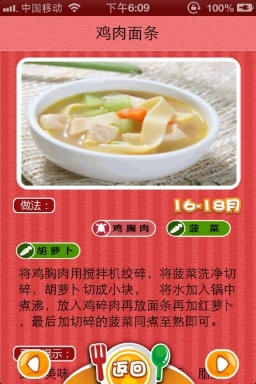 中国移动 下午6:09 100%
鸡肉面条
做法： 16-18月
鸡胸肉 菠菜
胡萝卜
将鸡胸肉用搅拌机绞碎，将菠菜洗净切
碎，胡萝卜切成小块，　将水加入锅中
煮沸，放入鸡碎肉再放面条再加红萝卜
，最后加切碎的菠菜同煮至熟即可。
美味
脂
返回